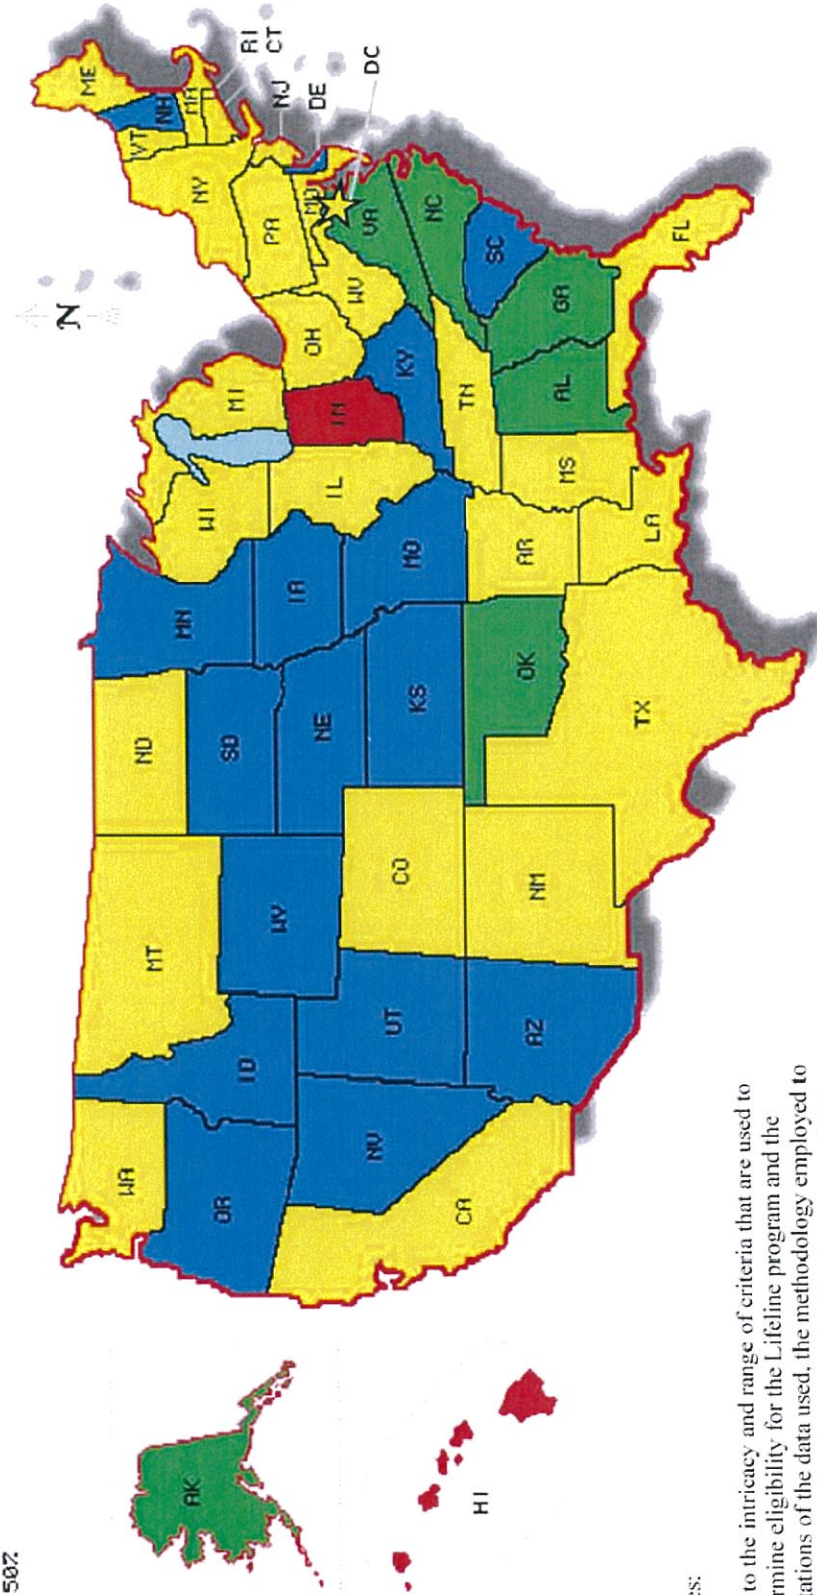 50%
N
ME
VT
NH
MA
RI
CT
NY
NJ
DE
DC
PA
MD
VA
WV
OH
NC
SC
KY
TN
GA
AL
FL
MI
IN
IL
WI
MS
LA
AR
MO
IA
MN
OK
TX
KS
NE
SD
ND
CO
NM
WY
MT
UT
AZ
ID
NV
WA
OR
CA
AK
HI
es:
to the intricacy and range of criteria that are used to
rmine eligibility for the Lifeline program and the
ations of the data used, the methodology employed to